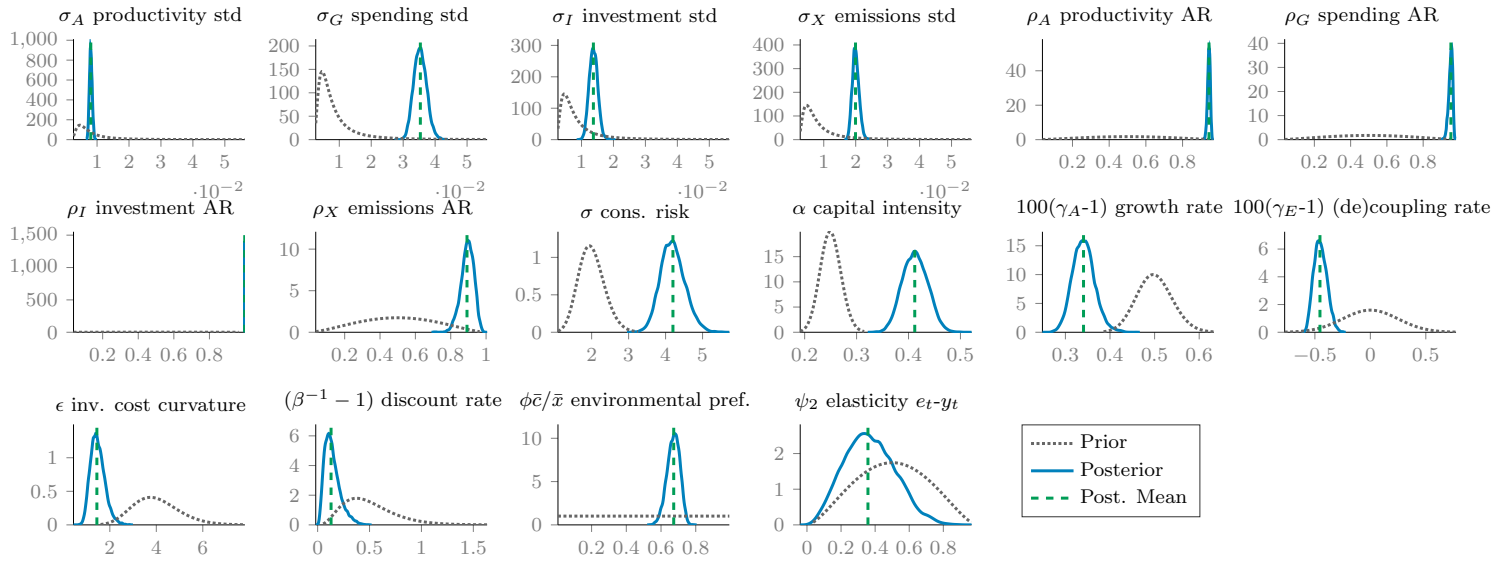 σ_A productivity std
1,000
800
600
400
200
0
1 2 3 4 5
·10⁻²
σ_G spending std
200
150
100
50
0
1 2 3 4 5
σ_I investment std
300
200
100
0
1 2 3 4 5
σ_X emissions std
400
300
200
100
0
1 2 3 4 5
·10⁻²
ρ_A productivity AR
40
20
0
0.2 0.4 0.6 0.8
ρ_G spending AR
40
30
20
10
0
0.2 0.4 0.6 0.8
ρ_I investment AR
1,500
1,000
500
0
0.2 0.4 0.6 0.8
ρ_X emissions AR
10
5
0
0.2 0.4 0.6 0.8 1
·10⁻²
σ cons. risk
1
0.5
0
2 3 4 5
·10⁻²
α capital intensity
15
10
5
0
0.2 0.3 0.4 0.5
100(γ_A-1) growth rate
15
10
5
0
0.3 0.4 0.5 0.6
100(γ_E-1) (de)coupling rate
6
4
2
0
−0.5 0 0.5
ϵ inv. cost curvature
1
0.5
0
2 4 6
(β⁻¹ − 1) discount rate
6
4
2
0
0 0.5 1 1.5
ϕc̄/x̄ environmental pref.
10
5
0
0 0.2 0.4 0.6 0.8
ψ₂ elasticity e_t-y_t
2
1
0
0 0.2 0.4 0.6 0.8
Prior
Posterior
Post. Mean